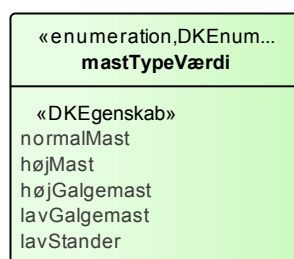 «enumeration,DKEnum...
mastTypeVærdi
«DKEgenskab»
normalMast
højMast
højGalgemast
lavGalgemast
lavStander